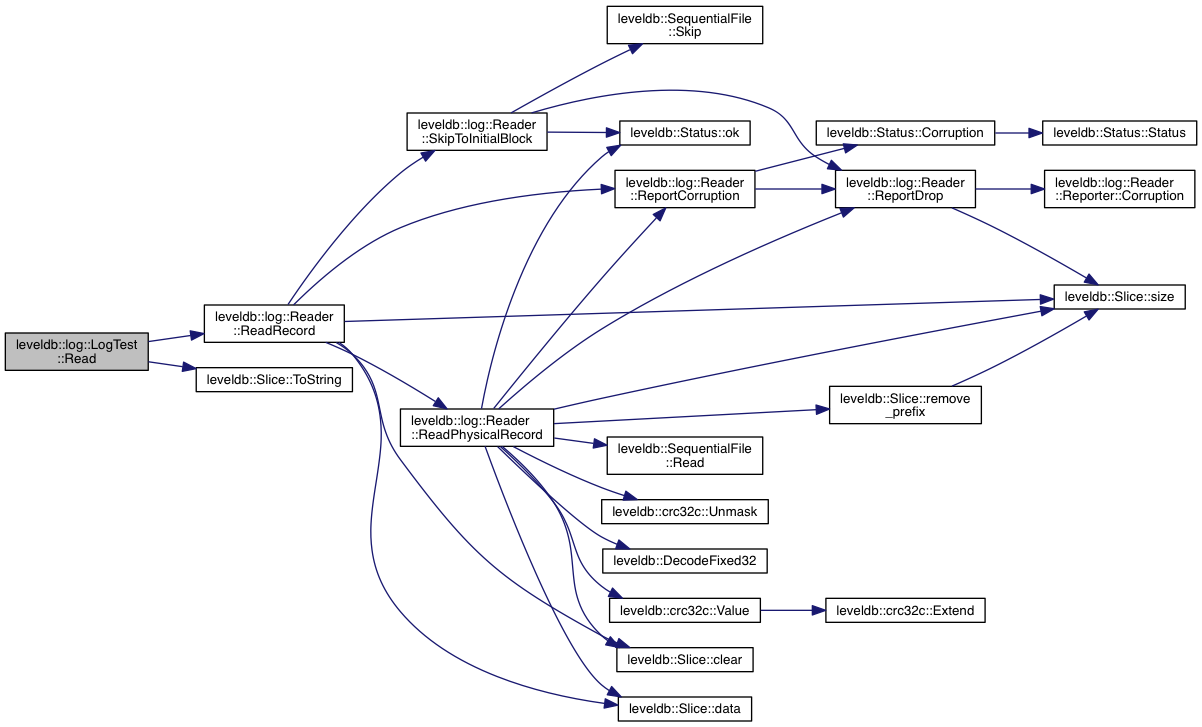 leveldb::SequentialFile
::Skip
leveldb::log::Reader
::SkipToInitialBlock
leveldb::Status::ok
leveldb::Status::Corruption
leveldb::Status::Status
leveldb::log::Reader
::ReportCorruption
leveldb::log::Reader
::ReportDrop
leveldb::log::Reader
::Reporter::Corruption
leveldb::Slice::size
leveldb::log::Reader
::ReadRecord
leveldb::log::LogTest
::Read
leveldb::Slice::ToString
leveldb::Slice::remove
_prefix
leveldb::log::Reader
::ReadPhysicalRecord
leveldb::SequentialFile
::Read
leveldb::crc32c::Unmask
leveldb::DecodeFixed32
leveldb::crc32c::Value
leveldb::crc32c::Extend
leveldb::Slice::clear
leveldb::Slice::data